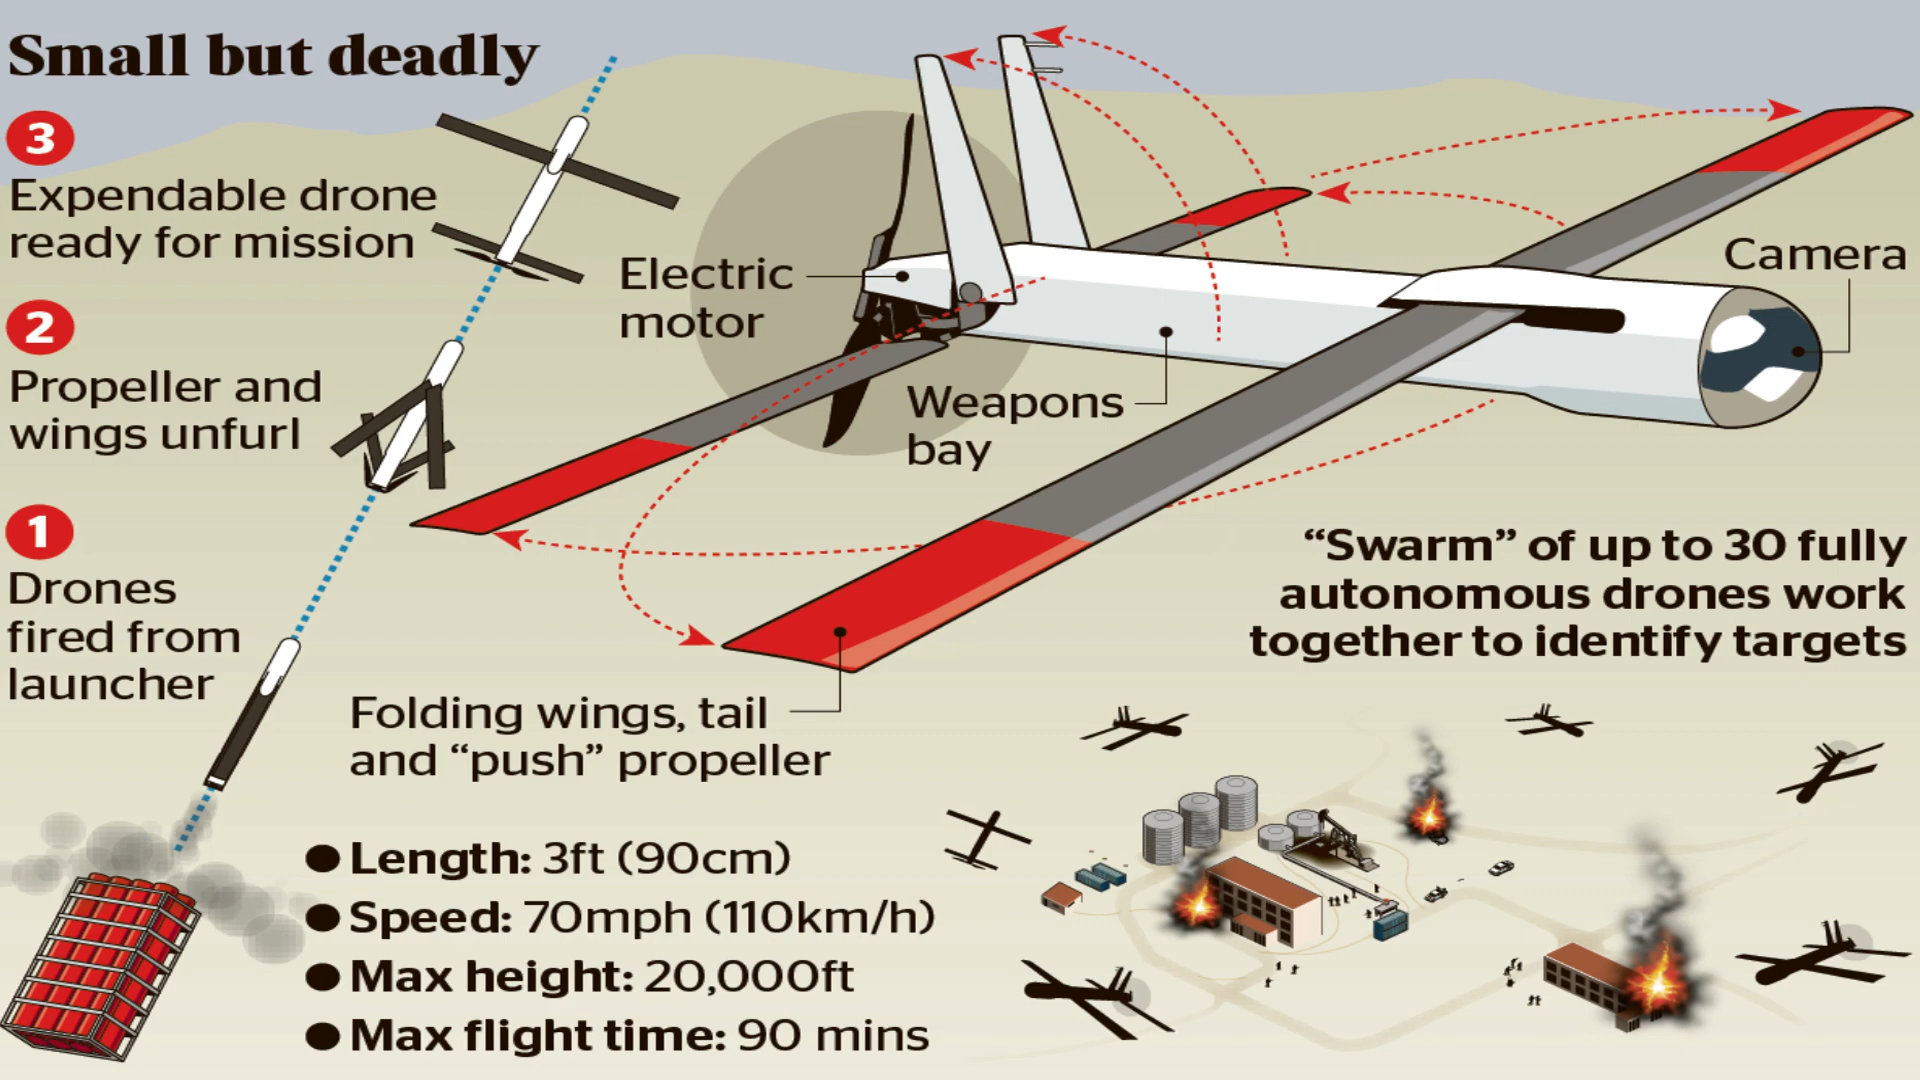 Small but deadly
3
Expendable drone
ready for mission
2
Propeller and
wings unfurl
1
Drones
fired from
launcher
Electric
motor
Weapons
bay
Camera
Folding wings, tail
and “push” propeller
“Swarm” of up to 30 fully
autonomous drones work
together to identify targets
● Length: 3ft (90cm)
● Speed: 70mph (110km/h)
● Max height: 20,000ft
● Max flight time: 90 mins